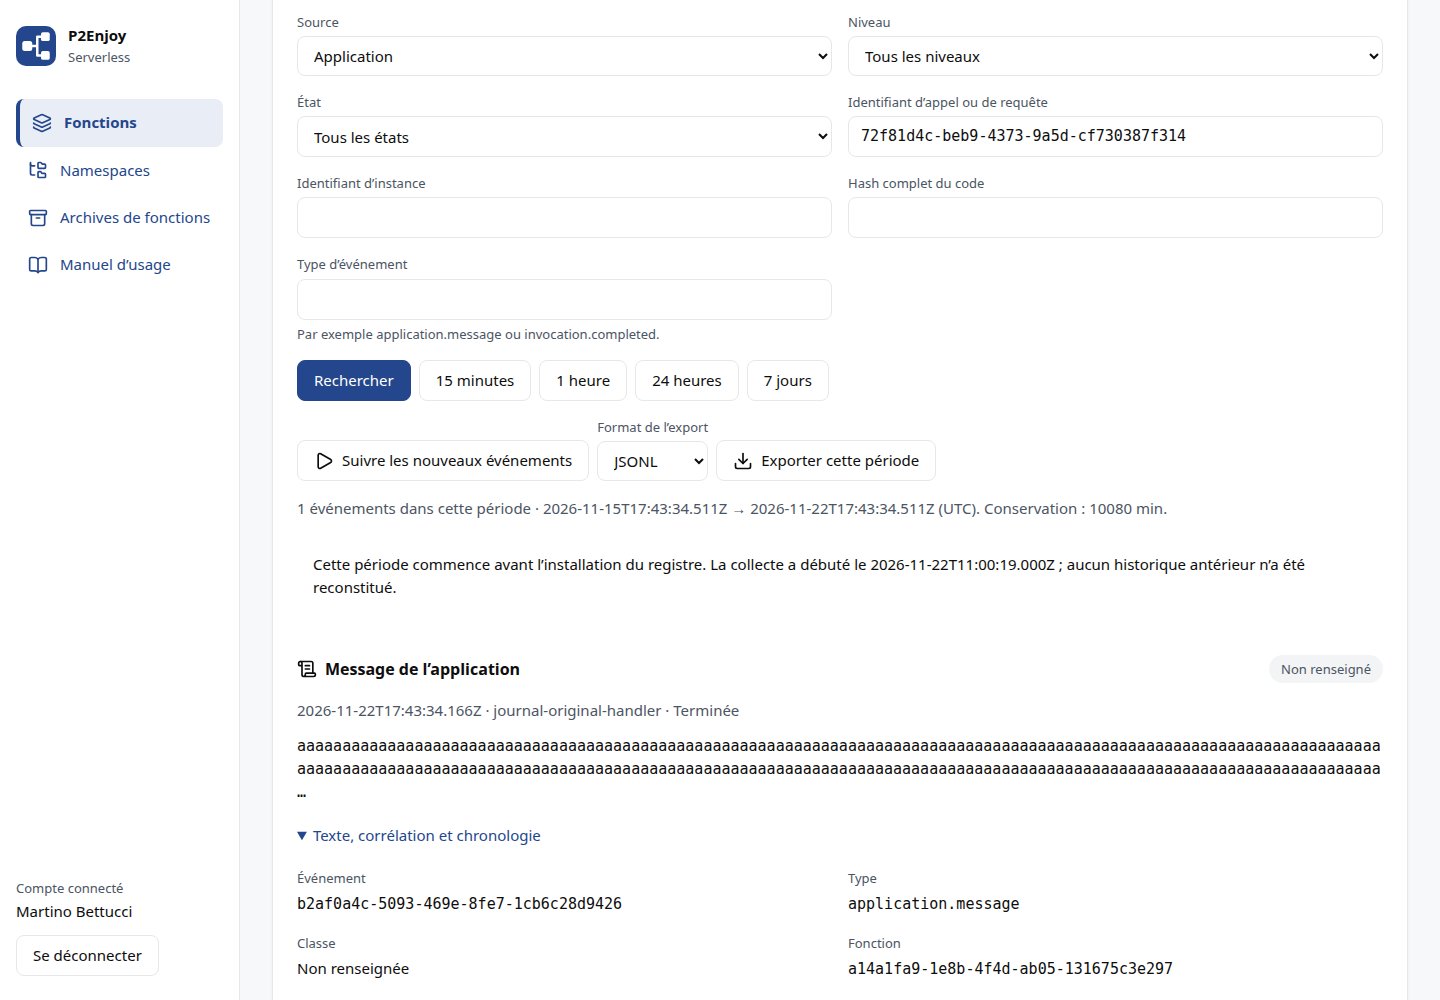 P2Enjoy
Serverless
Fonctions
Namespaces
Archives de fonctions
Manuel d’usage
Compte connecté
Martino Bettucci
Se déconnecter
Source
Niveau
Application
Tous les niveaux
État
Identifiant d’appel ou de requête
Tous les états
72f81d4c-beb9-4373-9a5d-cf730387f314
Identifiant d’instance
Hash complet du code
Type d’événement
Par exemple application.message ou invocation.completed.
Rechercher
15 minutes
1 heure
24 heures
7 jours
Format de l’export
Suivre les nouveaux événements
JSONL
Exporter cette période
1 événements dans cette période · 2026-11-15T17:43:34.511Z → 2026-11-22T17:43:34.511Z (UTC). Conservation : 10080 min.
Cette période commence avant l’installation du registre. La collecte a débuté le 2026-11-22T11:00:19.000Z ; aucun historique antérieur n’a été
reconstitué.
Message de l’application
Non renseigné
2026-11-22T17:43:34.166Z · journal-original-handler · Terminée
aaaaaaaaaaaaaaaaaaaaaaaaaaaaaaaaaaaaaaaaaaaaaaaaaaaaaaaaaaaaaaaaaaaaaaaaaaaaaaaaaaaaaaaaaaaaaaaaaaaaaaaaaaaaaaaaaaaaaaaa
aaaaaaaaaaaaaaaaaaaaaaaaaaaaaaaaaaaaaaaaaaaaaaaaaaaaaaaaaaaaaaaaaaaaaaaaaaaaaaaaaaaaaaaaaaaaaaaaaaaaaaaaaaaaaaaaaaaaaaaa
…
Texte, corrélation et chronologie
Événement
Type
b2af0a4c-5093-469e-8fe7-1cb6c28d9426
application.message
Classe
Fonction
Non renseignée
a14a1fa9-1e8b-4f4d-ab05-131675c3e297